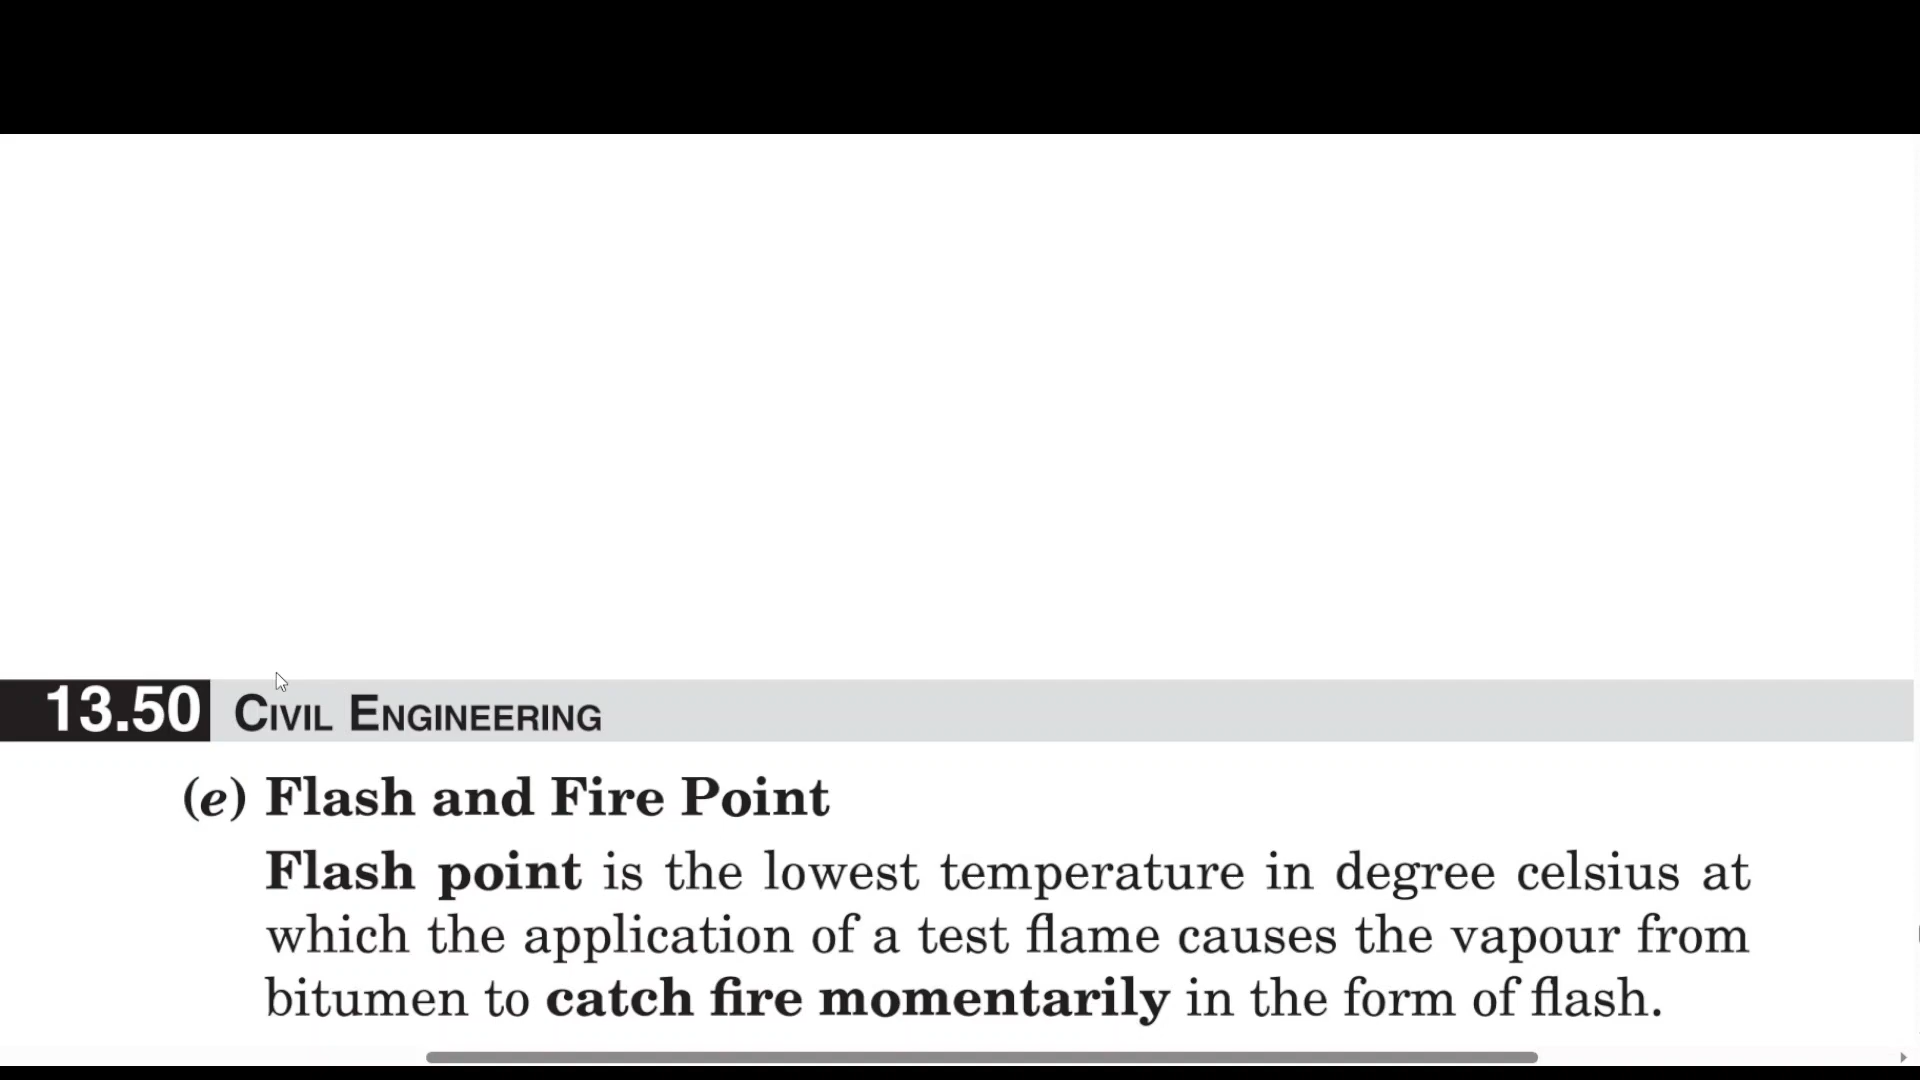 13.50 CIVIL ENGINEERING
(e) Flash and Fire Point
Flash point is the lowest temperature in degree celsius at
which the application of a test flame causes the vapour from
bitumen to catch fire momentarily in the form of flash.